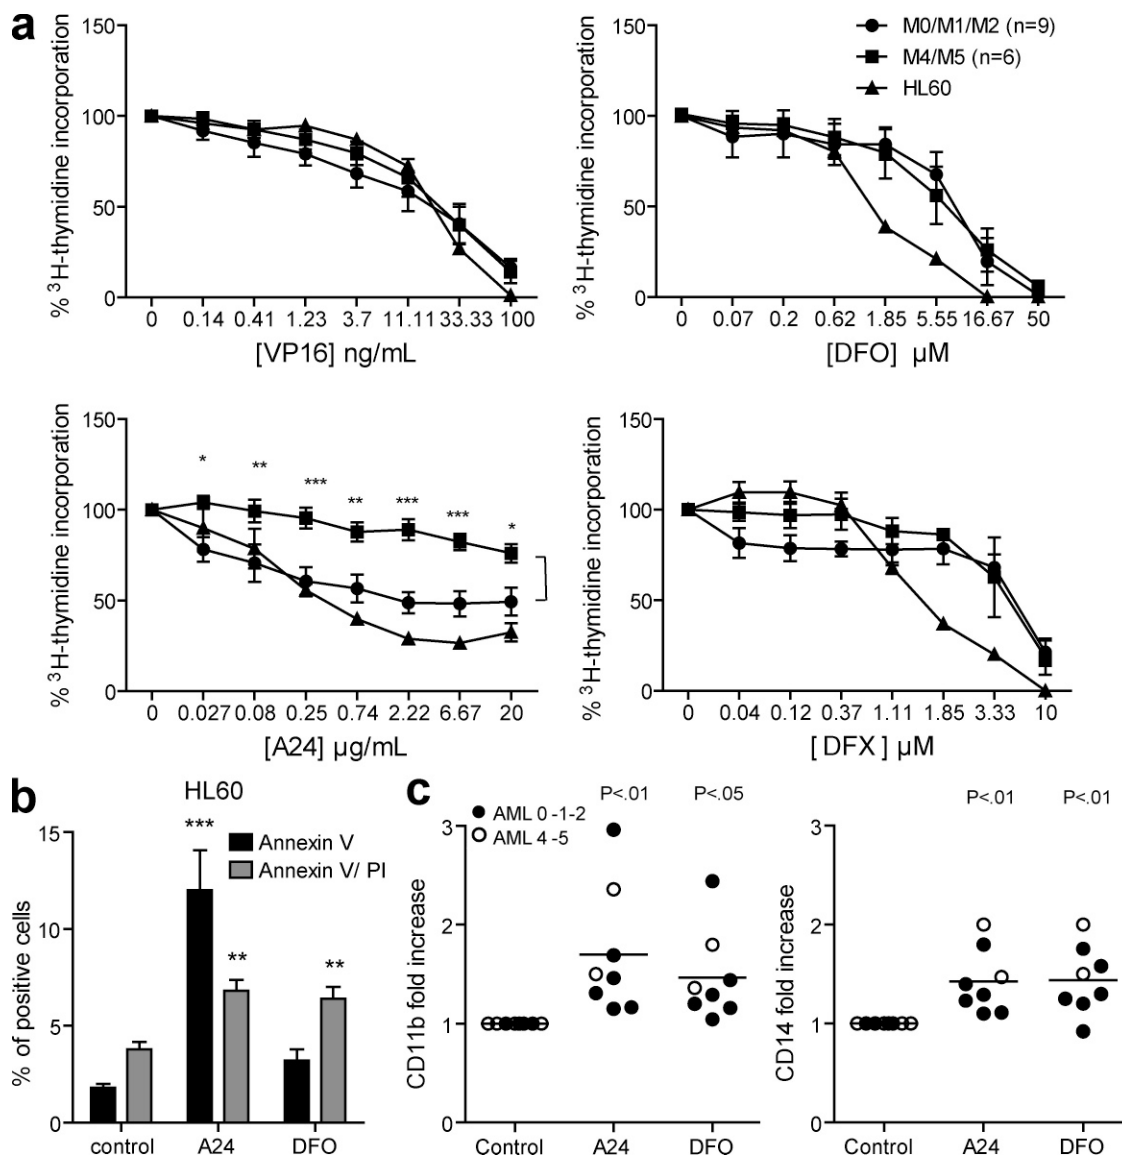 a
% ³H-thymidine incorporation
150
100
50
0
0 0.14 0.41 1.23 3.7 11.11 33.33 100
[VP16] ng/mL
% ³H-thymidine incorporation
150
100
50
0
0 0.07 0.2 0.62 1.85 5.55 16.67 50
[DFO] µM
M0/M1/M2 (n=9)
M4/M5 (n=6)
HL60
% ³H-thymidine incorporation
150
100
50
0
* ** *** ** *** *** *
0 0.027 0.08 0.25 0.74 2.22 6.67 20
[A24] µg/mL
% ³H-thymidine incorporation
150
100
50
0
0 0.04 0.12 0.37 1.11 1.85 3.33 10
[DFX] µM
b
HL60
% of positive cells
15
10
5
0
***
** **
Annexin V
Annexin V/ PI
control A24 DFO
c
AML 0-1-2
AML 4-5
P<.01 P<.05
CD11b fold increase
3
2
1
0
Control A24 DFO
P<.01 P<.01
CD14 fold increase
3
2
1
0
Control A24 DFO